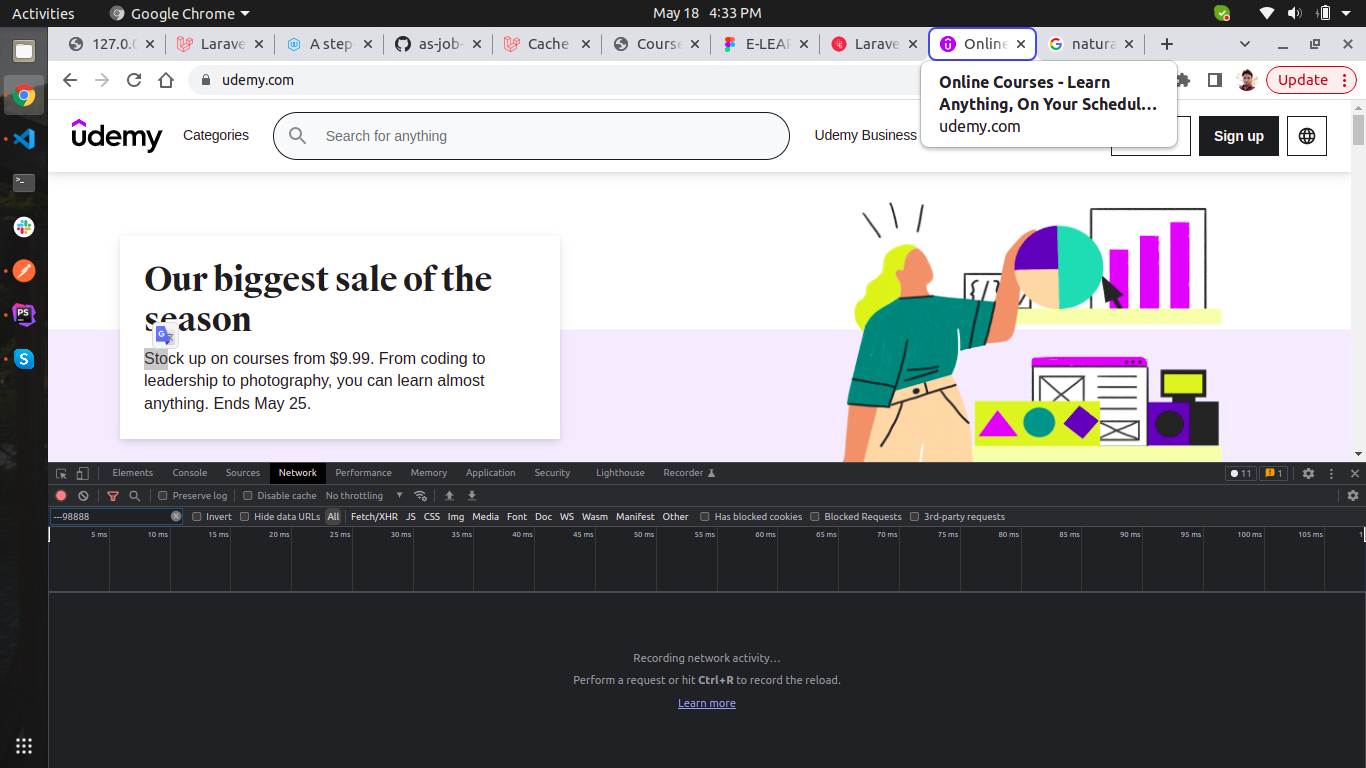 Activities
Google Chrome
May 18 4:33 PM
127.0.0
Larave
A step-
as-job-
Cache
Course
E-LEAR
Larave
Online
natura
udemy.com
Update
Online Courses - Learn
Anything, On Your Schedul…
udemy.com
udemy
Categories
Search for anything
Udemy Business
Sign up
Our biggest sale of the
season
Stock up on courses from $9.99. From coding to
leadership to photography, you can learn almost
anything. Ends May 25.
{/}
Elements Console Sources Network Performance Memory Application Security Lighthouse Recorder 11 1
Preserve log Disable cache No throttling
---98888 Invert Hide data URLs All Fetch/XHR JS CSS Img Media Font Doc WS Wasm Manifest Other Has blocked cookies Blocked Requests 3rd-party requests
5 ms 10 ms 15 ms 20 ms 25 ms 30 ms 35 ms 40 ms 45 ms 50 ms 55 ms 60 ms 65 ms 70 ms 75 ms 80 ms 85 ms 90 ms 95 ms 100 ms 105 ms 1
Recording network activity…
Perform a request or hit Ctrl+R to record the reload.
Learn more